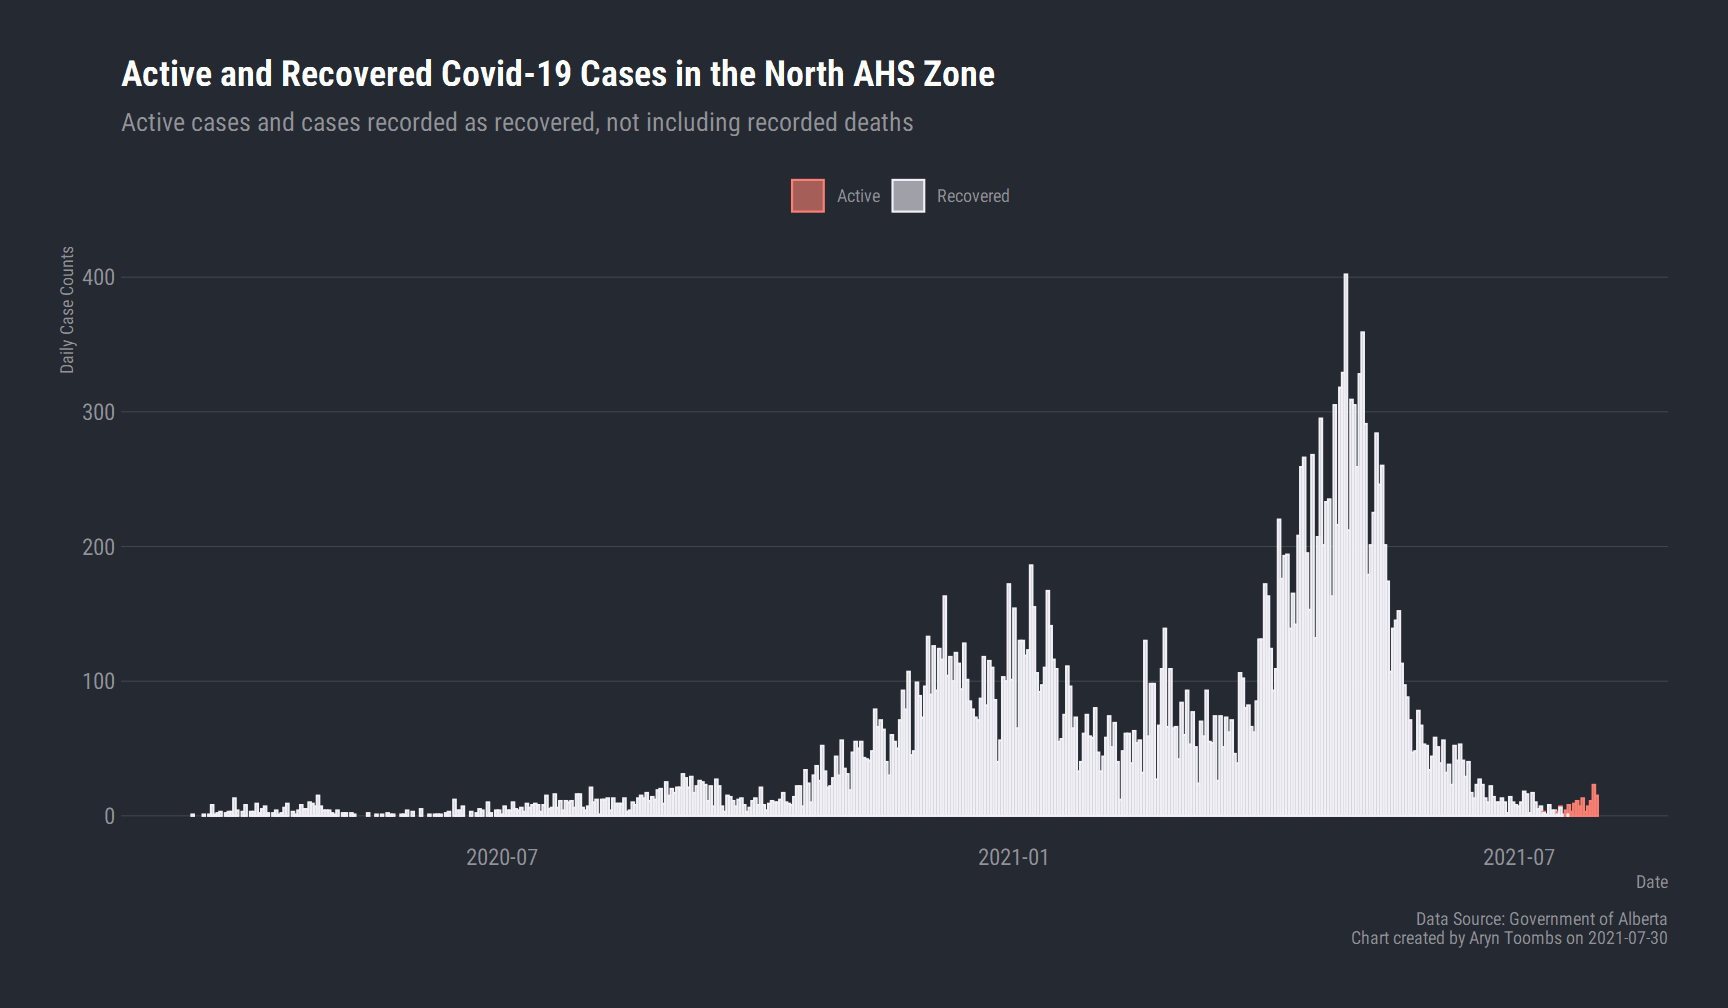 Active and Recovered Covid-19 Cases in the North AHS Zone
Active cases and cases recorded as recovered, not including recorded deaths
Active
Recovered
Daily Case Counts
400
300
200
100
0
2020-07
2021-01
2021-07
Date
Data Source: Government of Alberta
Chart created by Aryn Toombs on 2021-07-30